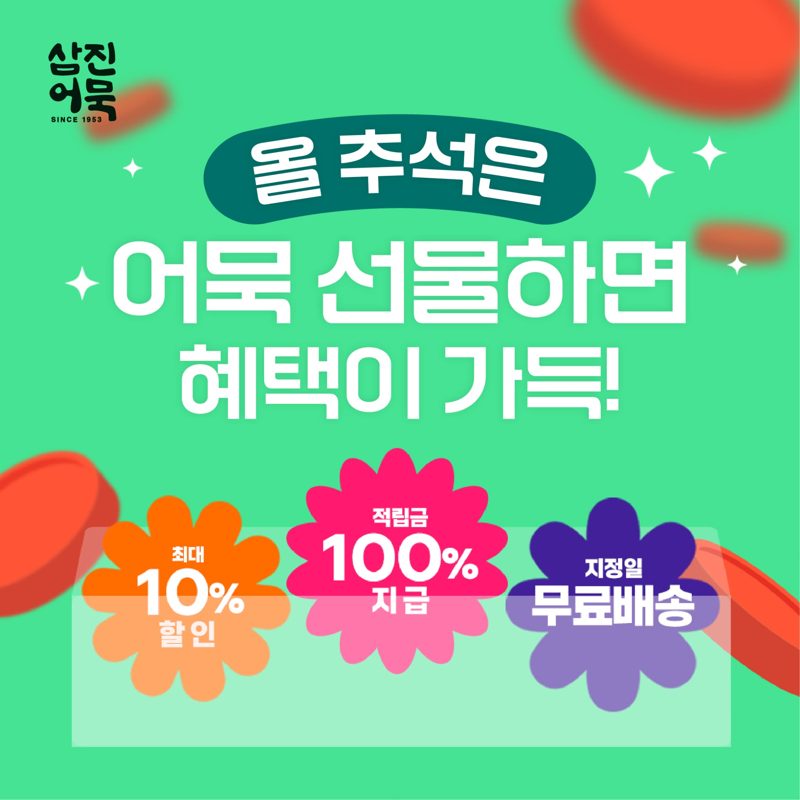 삼진
어묵
SINCE 1953
올 추석은
어묵 선물하면
혜택이 가득!
최대
10%
할인
적립금
100%
지급
지정일
무료배송